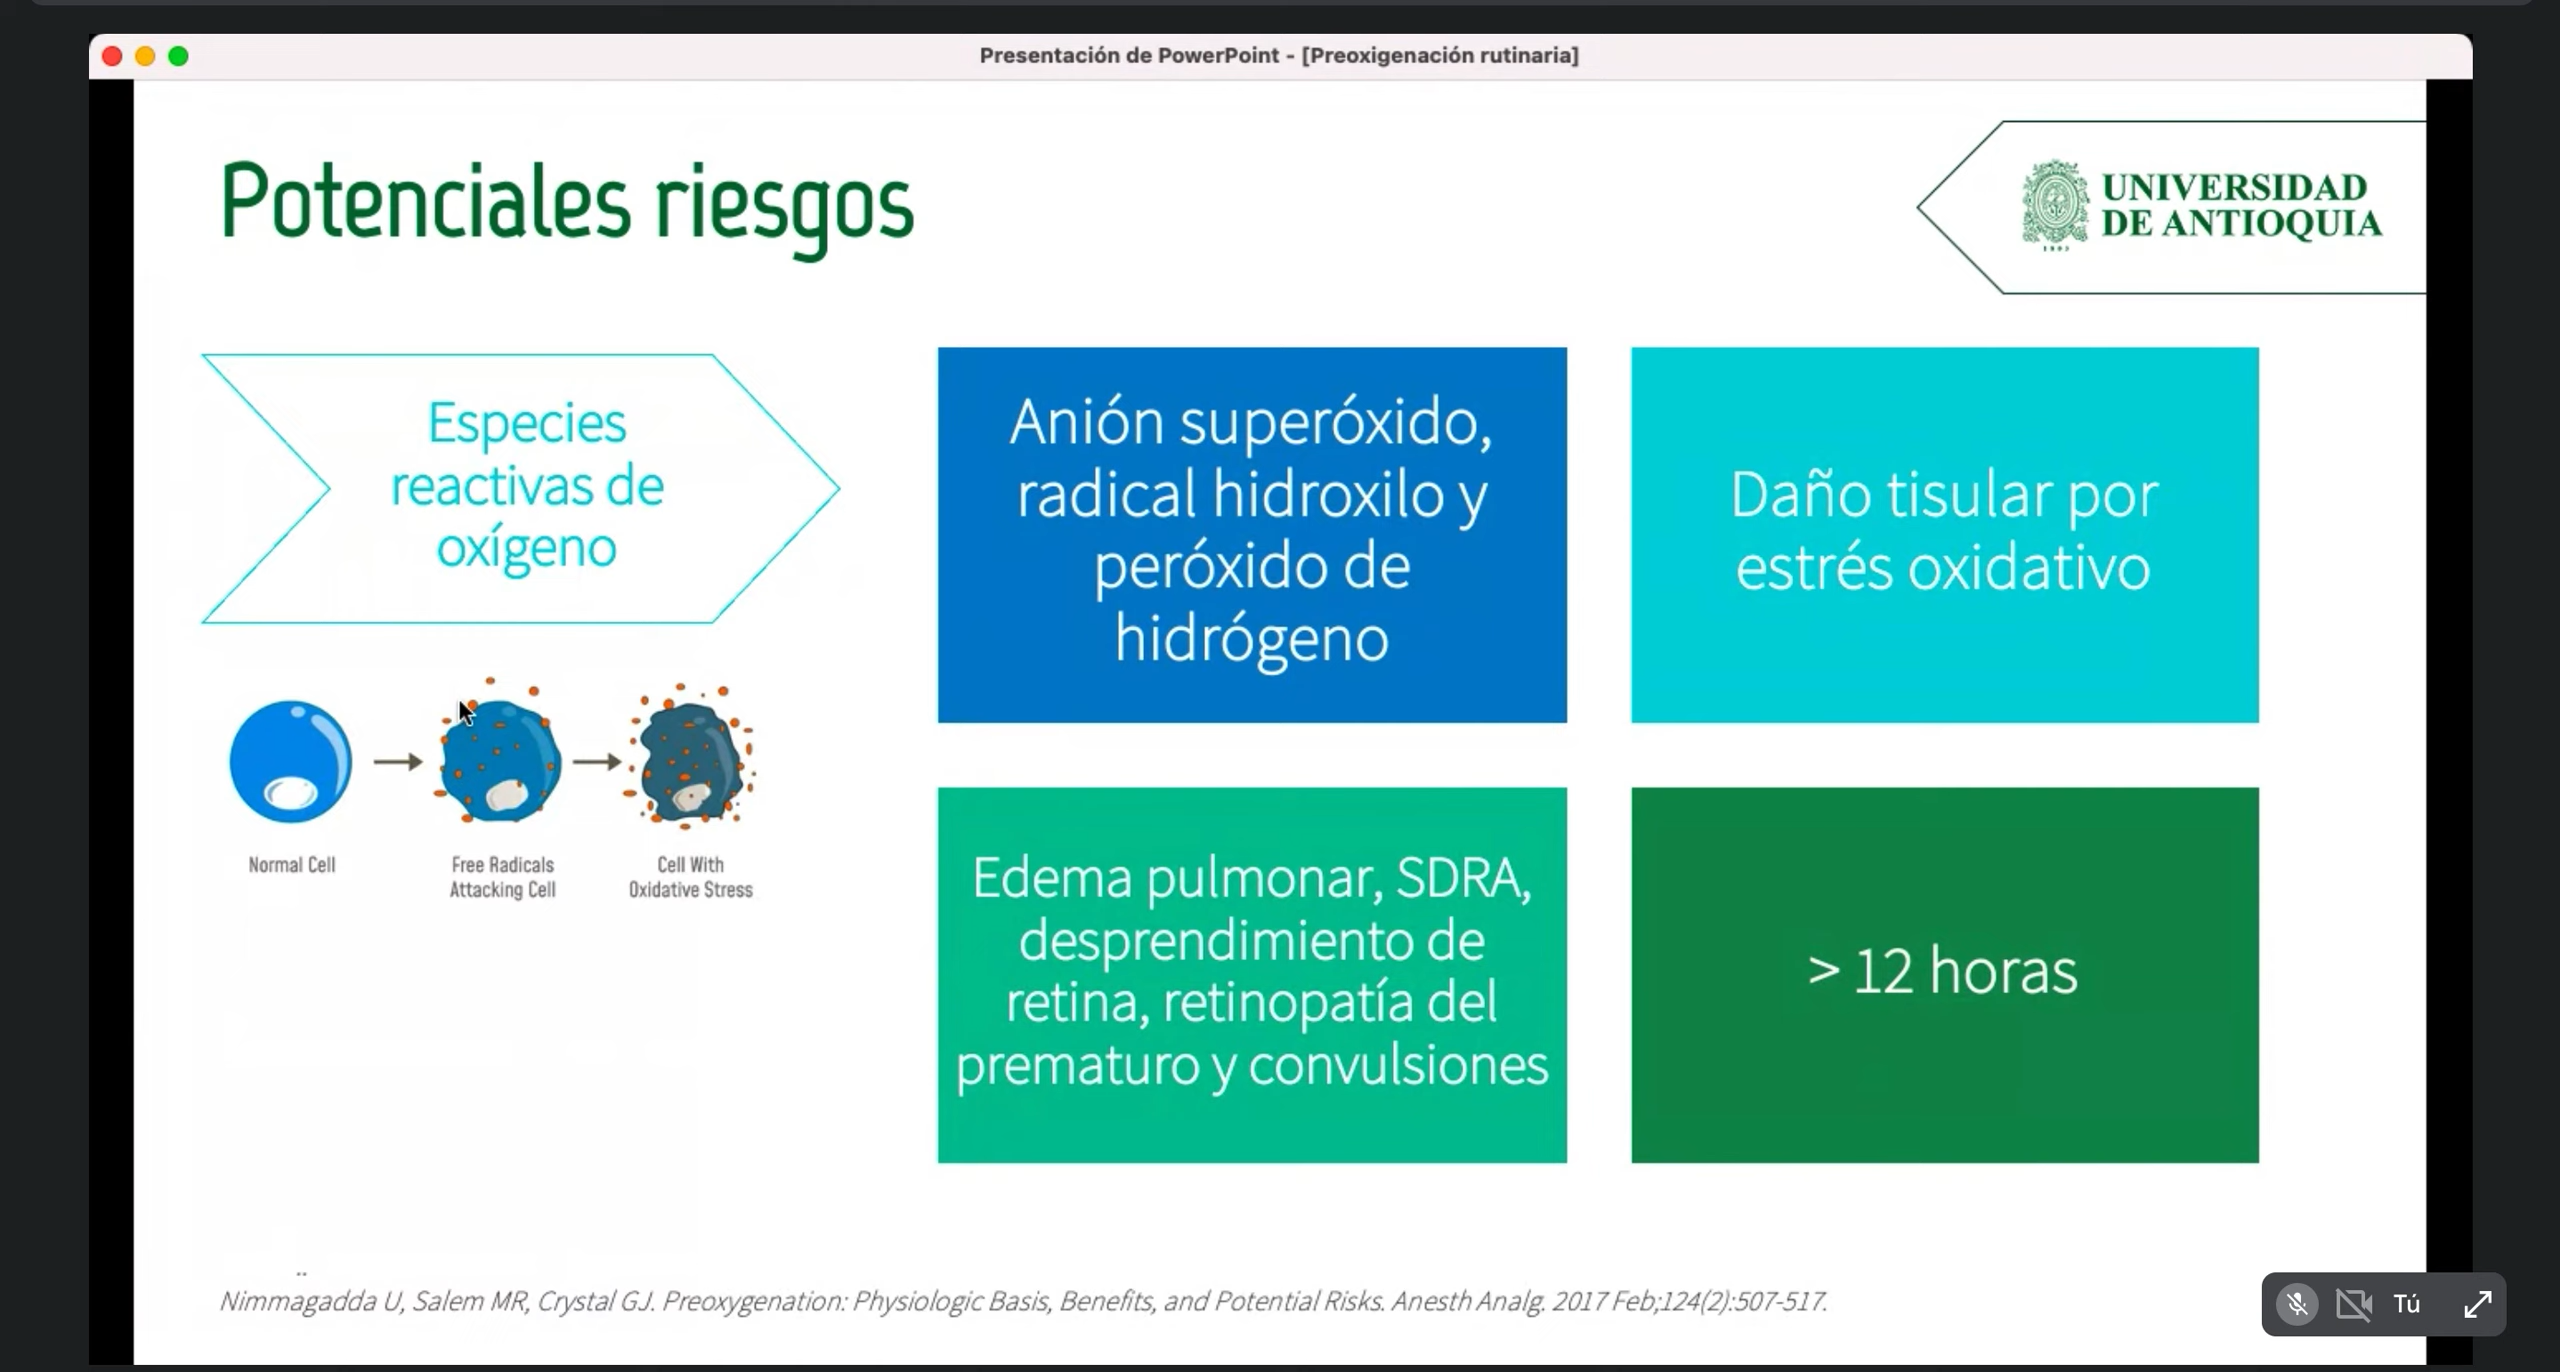 Presentación de PowerPoint - [Preoxigenación rutinaria]
Potenciales riesgos
UNIVERSIDAD
DE ANTIOQUIA
1803
Especies
reactivas de
oxígeno
Anión superóxido,
radical hidroxilo y
peróxido de
hidrógeno
Daño tisular por
estrés oxidativo
Normal Cell
Free Radicals
Attacking Cell
Cell With
Oxidative Stress
Edema pulmonar, SDRA,
desprendimiento de
retina, retinopatía del
prematuro y convulsiones
> 12 horas
Nimmagadda U, Salem MR, Crystal GJ. Preoxygenation: Physiologic Basis, Benefits, and Potential Risks. Anesth Analg. 2017 Feb;124(2):507-517.
Tú